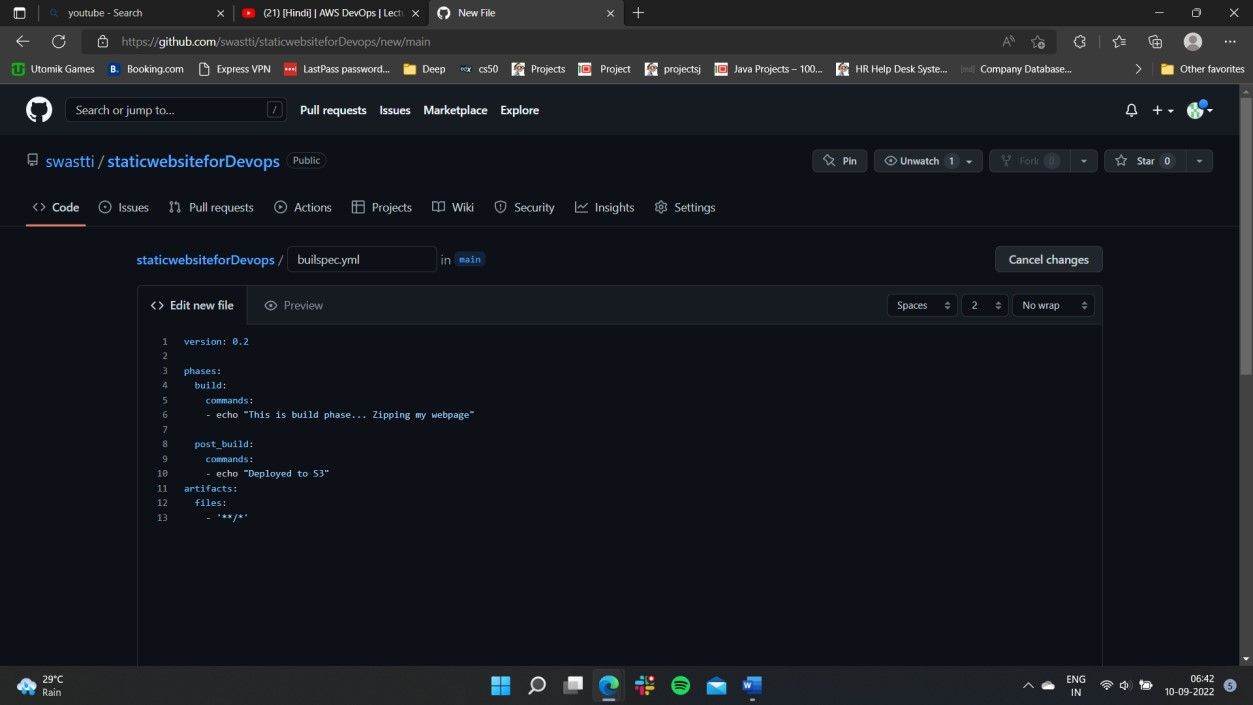 youtube - Search
(21) [Hindi] | AWS DevOps | Lect
New File
https://github.com/swastti/staticwebsiteforDevops/new/main
Utomik Games
B. Booking.com
Express VPN
LastPass password...
Deep
cs50
Projects
Project
projectsj
Java Projects – 100...
HR Help Desk Syste...
Company Database...
Other favorites
Search or jump to... /
Pull requests
Issues
Marketplace
Explore
swastti / staticwebsiteforDevops Public
Pin
Unwatch 1
Fork 0
Star 0
Code
Issues
Pull requests
Actions
Projects
Wiki
Security
Insights
Settings
staticwebsiteforDevops / builspec.yml in main
Cancel changes
<> Edit new file
Preview
Spaces
2
No wrap
1 version: 0.2
2
3 phases:
4 build:
5 commands:
6 - echo "This is build phase... Zipping my webpage"
7
8 post_build:
9 commands:
10 - echo "Deployed to S3"
11 artifacts:
12 files:
13 - '**/*'
29°C
Rain
ENG
IN
06:42
10-09-2022
5